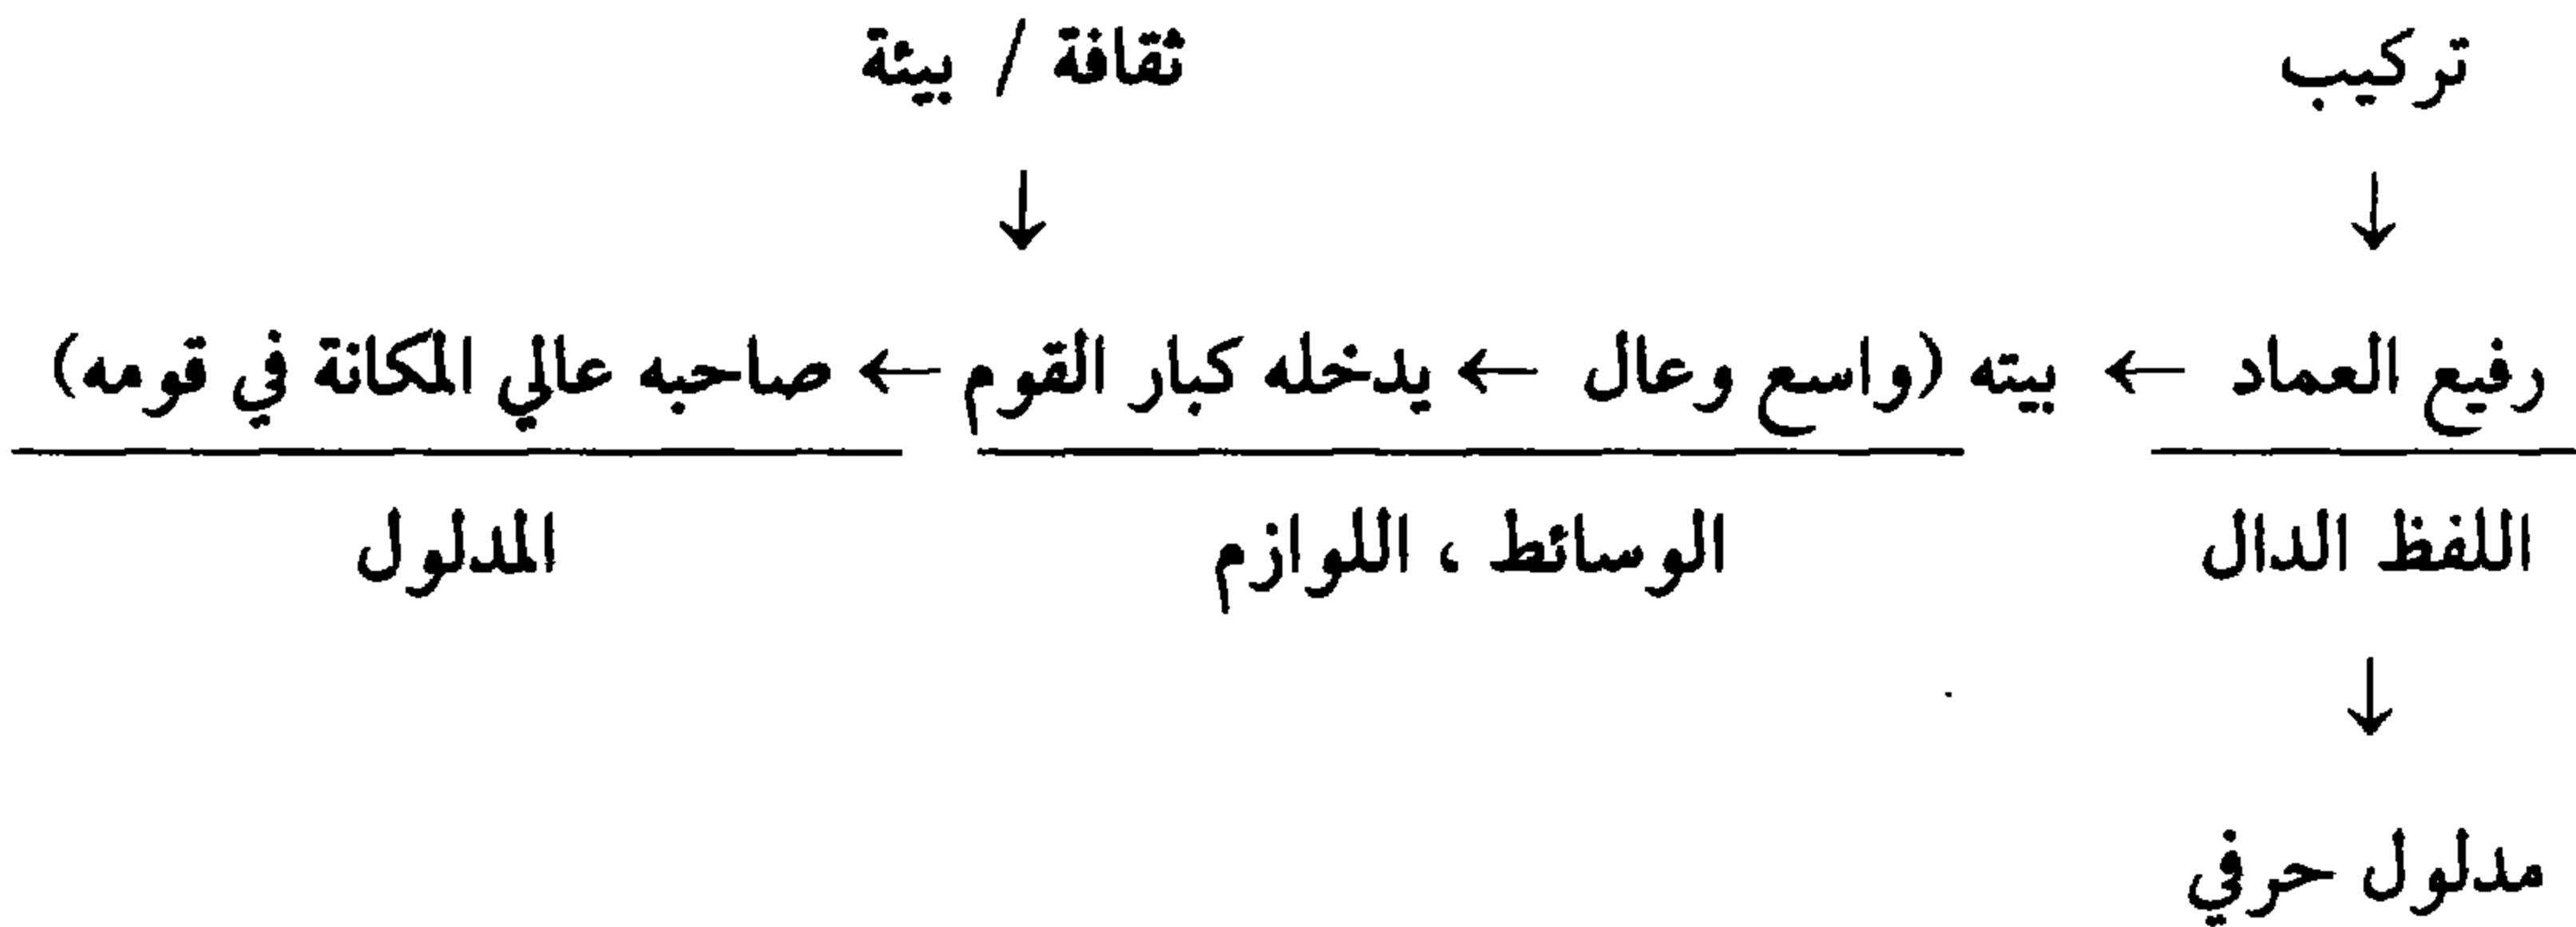 تركيب ثقافة / بيئة
↓ ↓
رفيع العماد ← بيته (واسع وعال ← يدخله كبار القوم ← صاحبه عالي المكانة في قومه)
اللفظ الدال الوسائط ، اللوازم المدلول
↓
مدلول حرفي